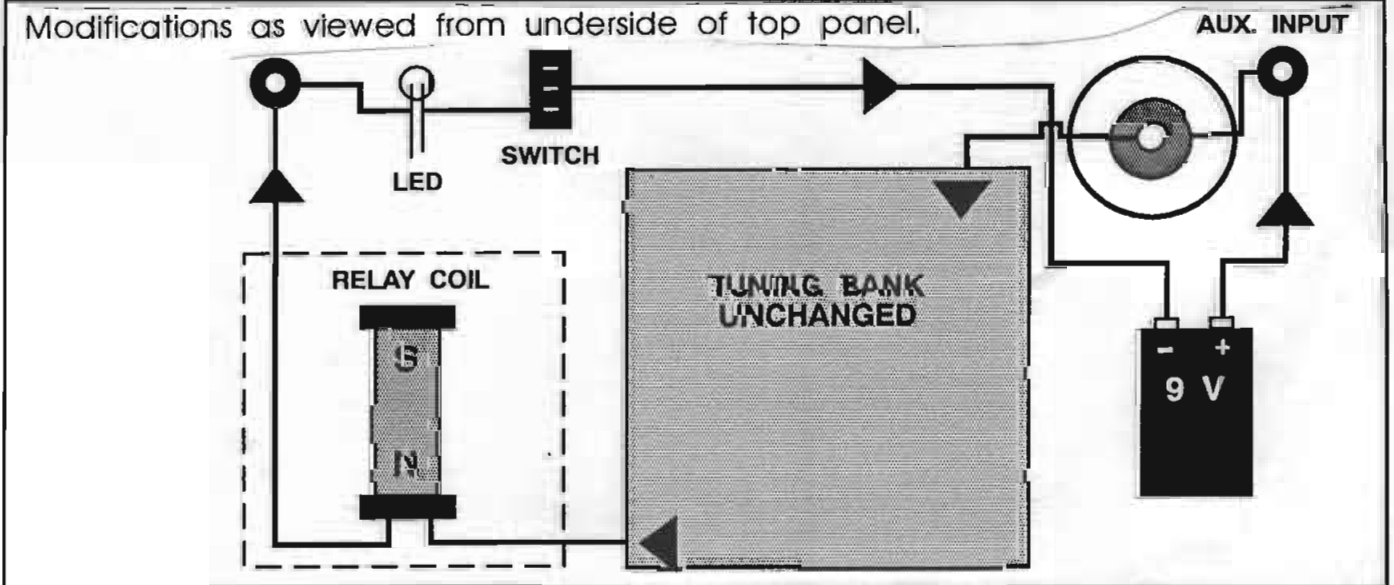 Modifications as viewed from underside of top panel.
AUX. INPUT
SWITCH
LED
RELAY COIL
S
N
TUNING BANK
UNCHANGED
- +
9 V